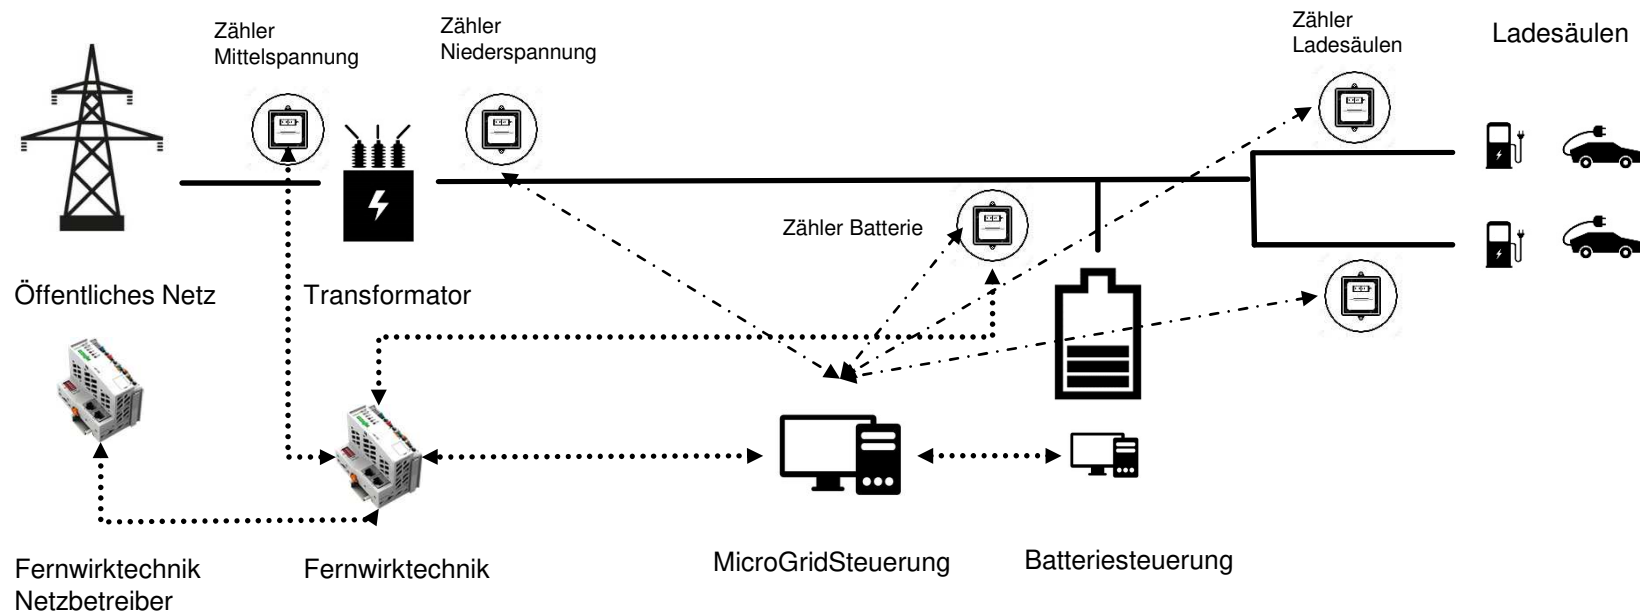 Zähler
Mittelspannung
Zähler
Niederspannung
Zähler
Ladesäulen
Ladesäulen
Zähler Batterie
Öffentliches Netz
Transformator
Fernwirktechnik
Netzbetreiber
Fernwirktechnik
MicroGridSteuerung
Batteriesteuerung